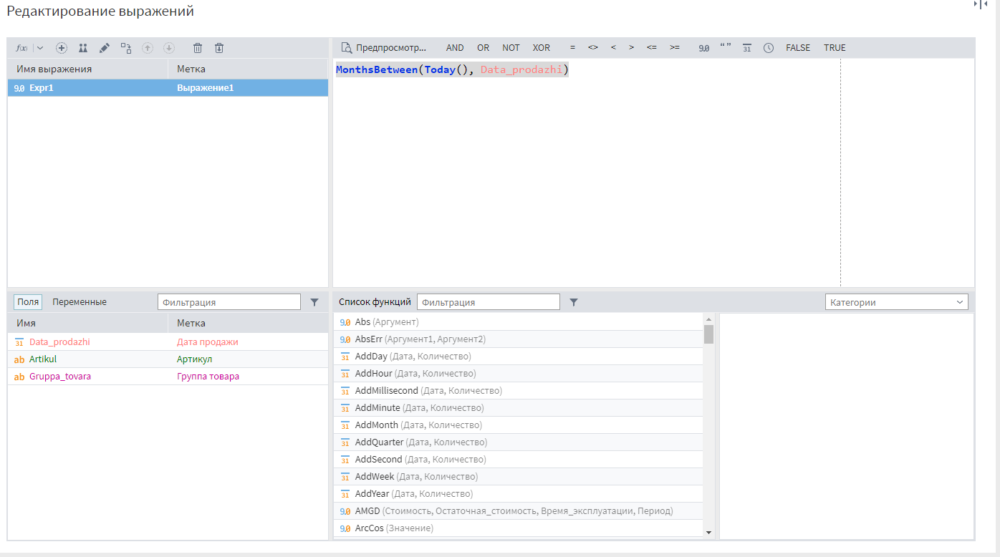 Редактирование выражений
f(x)
Предпросмотр... AND OR NOT XOR = <> < > <= >= 9.0 “ ” 31 FALSE TRUE
Имя выражения Метка
9.0 Expr1 Выражение1
MonthsBetween(Today(), Data_prodazhi)
Поля Переменные Фильтрация
Имя Метка
31 Data_prodazhi Дата продажи
ab Artikul Артикул
ab Gruppa_tovara Группа товара
Список функций Фильтрация Категории
9.0 Abs (Аргумент)
9.0 AbsErr (Аргумент1, Аргумент2)
31 AddDay (Дата, Количество)
31 AddHour (Дата, Количество)
31 AddMillisecond (Дата, Количество)
31 AddMinute (Дата, Количество)
31 AddMonth (Дата, Количество)
31 AddQuarter (Дата, Количество)
31 AddSecond (Дата, Количество)
31 AddWeek (Дата, Количество)
31 AddYear (Дата, Количество)
9.0 AMGD (Стоимость, Остаточная_стоимость, Время_эксплуатации, Период)
9.0 ArcCos (Значение)